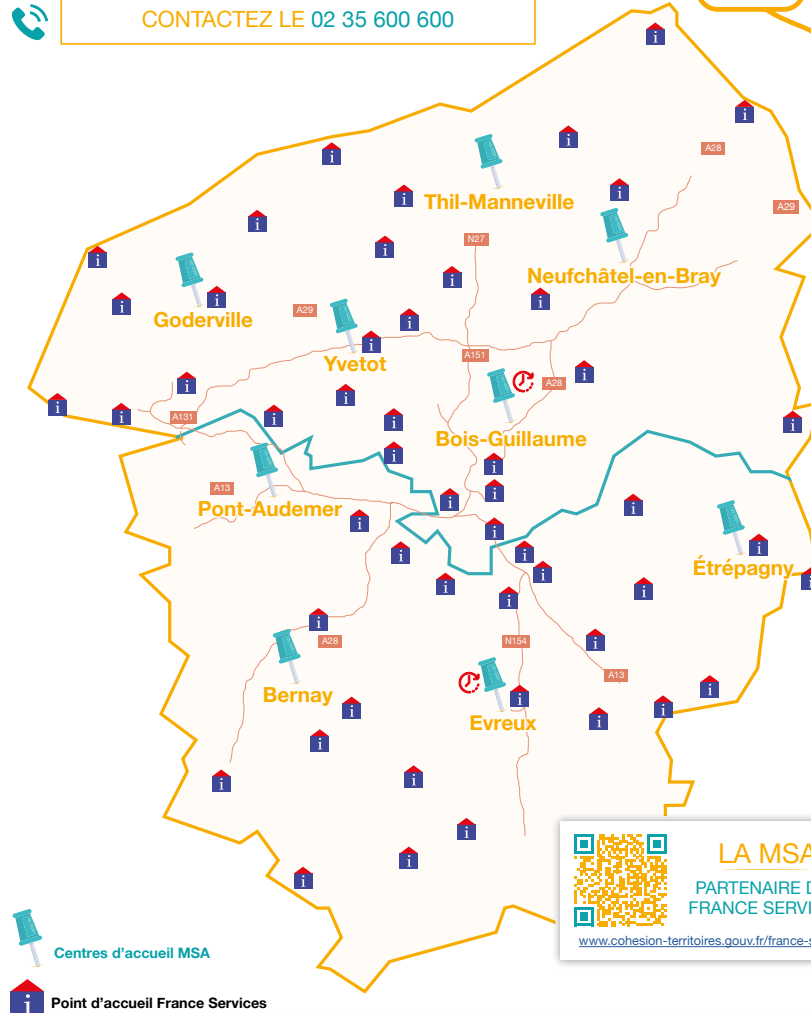 CONTACTEZ LE 02 35 600 600
A28
Thil-Manneville
A29
N27
Neufchâtel-en-Bray
Goderville
A29
Yvetot
A151
A28
A131
Bois-Guillaume
A13
Pont-Audemer
Étrépagny
A28
N154
A13
Bernay
Evreux
LA MSA
PARTENAIRE D
FRANCE SERVI
www.cohesion-territoires.gouv.fr/france-s
Centres d'accueil MSA
Point d'accueil France Services